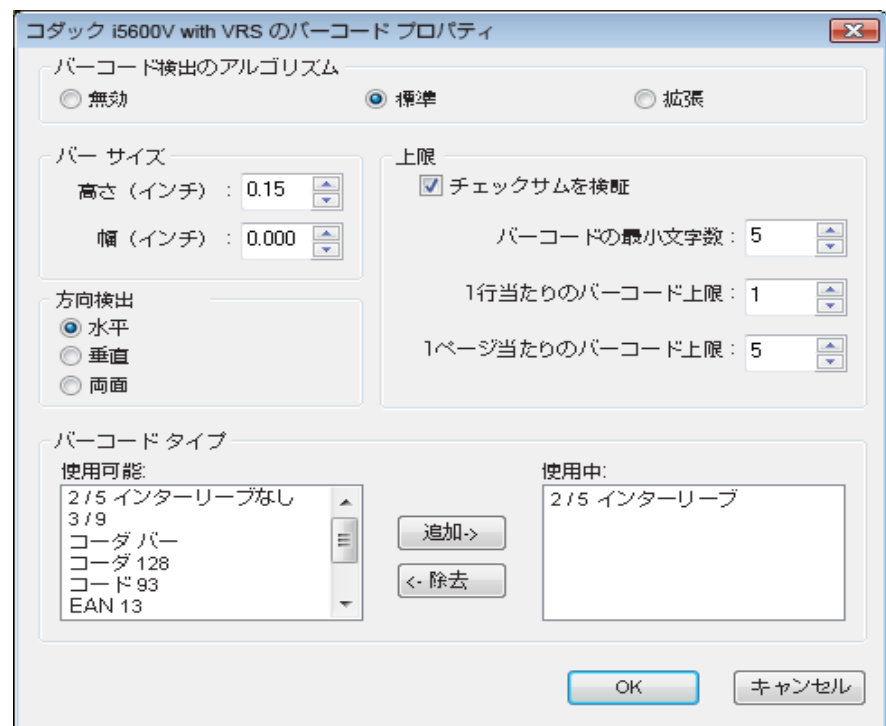 コダック i5600V with VRS のバーコード プロパティ
バーコード検出のアルゴリズム
無効 標準 拡張
バー サイズ
高さ（インチ）: 0.15
幅（インチ）: 0.000
上限
チェックサムを検証
バーコードの最小文字数: 5
1行当たりのバーコード上限: 1
1ページ当たりのバーコード上限: 5
方向検出
水平
垂直
両面
バーコード タイプ
使用可能:
2/5 インターリーブなし
3/9
コーダ バー
コーダ 128
コード 93
EAN 13
追加->
<- 除去
使用中:
2/5 インターリーブ
OK キャンセル